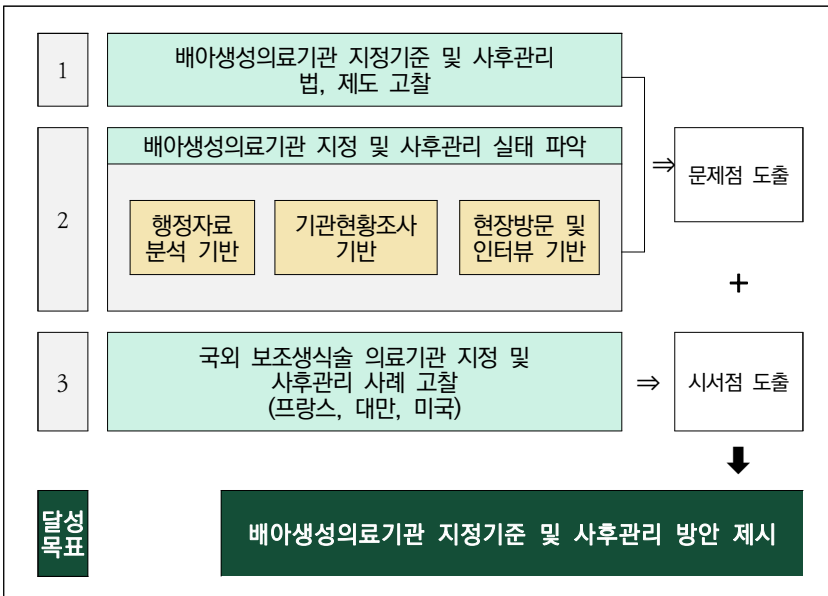 1
배아생성의료기관 지정기준 및 사후관리
법, 제도 고찰
2
배아생성의료기관 지정 및 사후관리 실태 파악
행정자료
분석 기반
기관현황조사
기반
현장방문 및
인터뷰 기반
⇒
문제점 도출
+
3
국외 보조생식술 의료기관 지정 및
사후관리 사례 고찰
(프랑스, 대만, 미국)
⇒
시서점 도출
달성
목표
배아생성의료기관 지정기준 및 사후관리 방안 제시